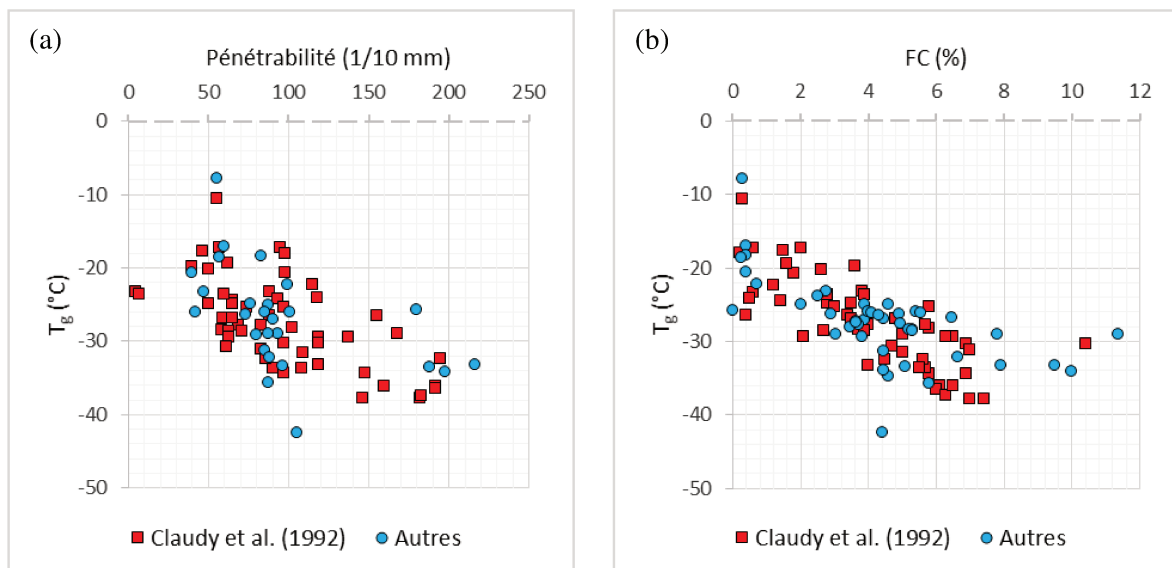 (a)
Pénétrabilité (1/10 mm)
0 50 100 150 200 250
0
-10
-20
-30
-40
-50
Tg (°C)
Claudy et al. (1992) Autres
(b)
FC (%)
0 2 4 6 8 10 12
0
-10
-20
-30
-40
-50
Tg (°C)
Claudy et al. (1992) Autres